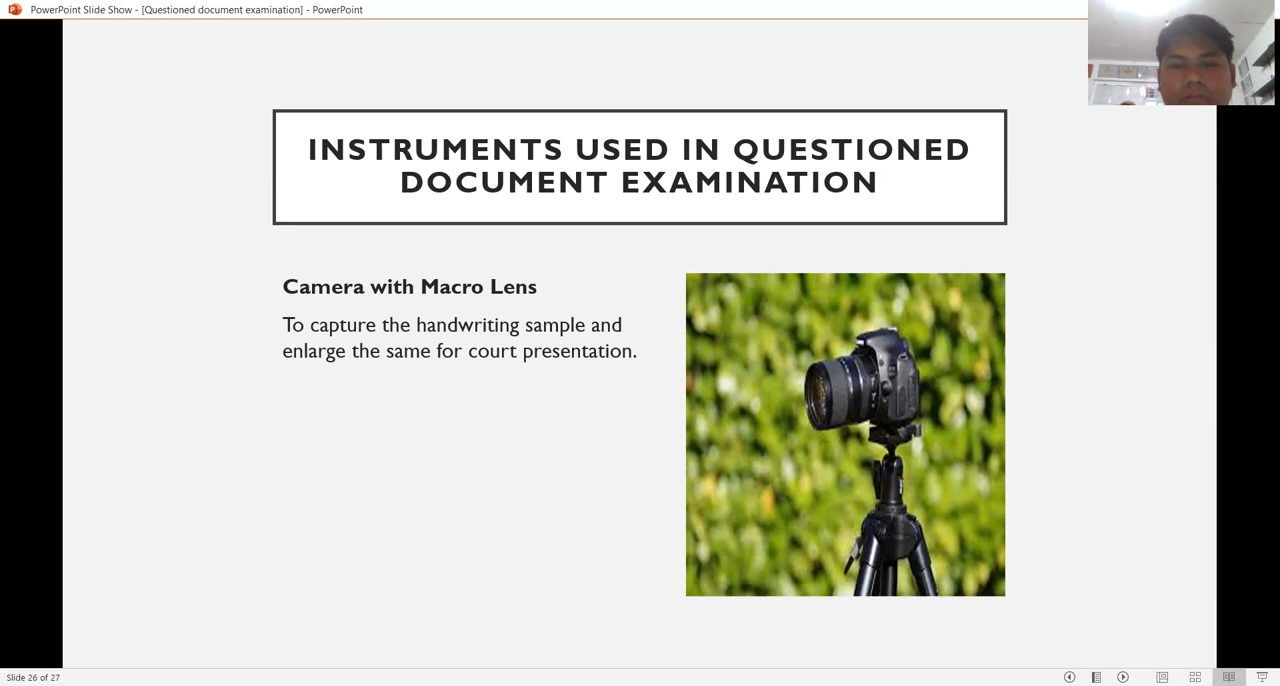 PowerPoint Slide Show - [Questioned document examination] - PowerPoint
INSTRUMENTS USED IN QUESTIONED
DOCUMENT EXAMINATION
Camera with Macro Lens
To capture the handwriting sample and
enlarge the same for court presentation.
Slide 26 of 27